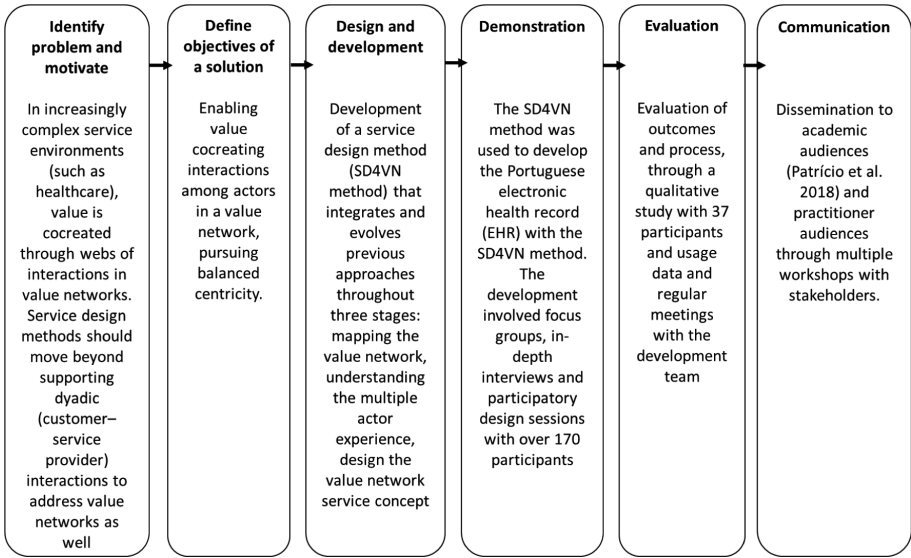 Identify
problem and
motivate
In increasingly
complex service
environments
(such as
healthcare),
value is
cocreated
through webs of
interactions in
value networks.
Service design
methods should
move beyond
supporting
dyadic
(customer–
service
provider)
interactions to
address value
networks as
well
Define
objectives of
a solution
Enabling
value
cocreating
interactions
among actors
in a value
network,
pursuing
balanced
centricity.
Design and
development
Development
of a service
design method
(SD4VN
method) that
integrates and
evolves
previous
approaches
throughout
three stages:
mapping the
value network,
understanding
the multiple
actor
experience,
design the
value network
service concept
Demonstration
The SD4VN
method was
used to develop
the Portuguese
electronic
health record
(EHR) with the
SD4VN method.
The
development
involved focus
groups, in-
depth
interviews and
participatory
design sessions
with over 170
participants
Evaluation
Evaluation of
outcomes
and process,
through a
qualitative
study with 37
participants
and usage
data and
regular
meetings
with the
development
team
Communication
Dissemination to
academic
audiences
(Patrício et al.
2018) and
practitioner
audiences
through multiple
workshops with
stakeholders.